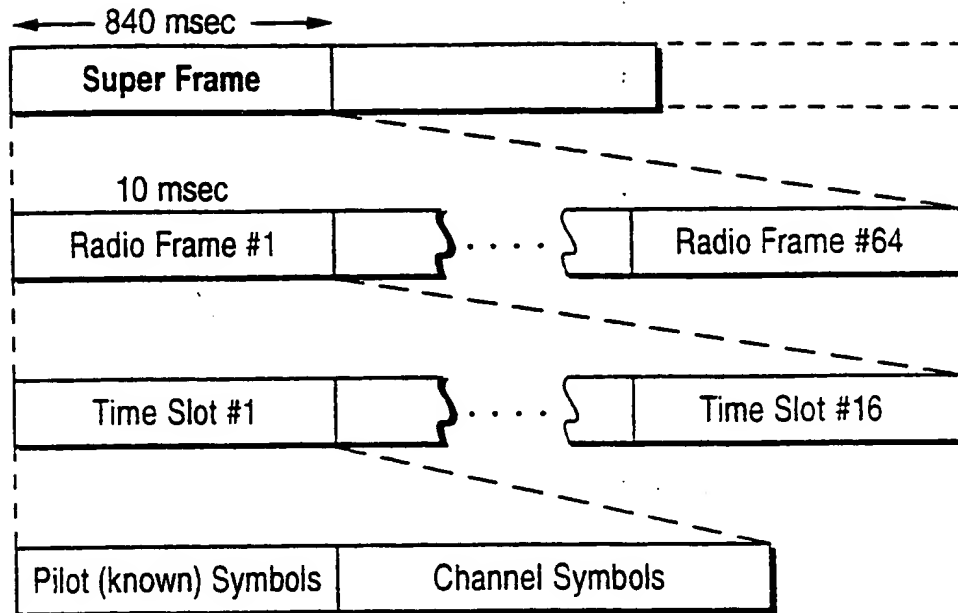 840 msec
Super Frame
10 msec
Radio Frame #1 . . . . Radio Frame #64
Time Slot #1 . . . . Time Slot #16
Pilot (known) Symbols Channel Symbols